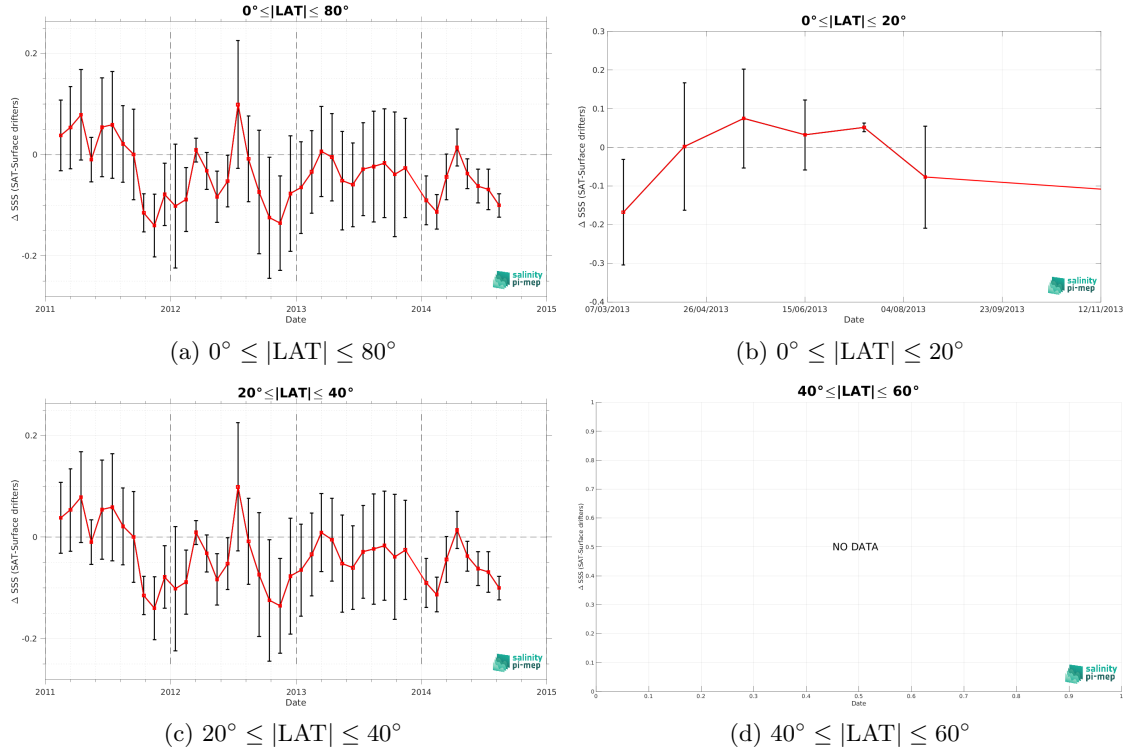 0°≤|LAT|≤ 80°
Δ SSS (SAT-Surface drifters)
0.2
0
-0.2
2011
2012
2013
2014
2015
Date
salinity
pi-mep
(a) 0° ≤ |LAT| ≤ 80°
0°≤|LAT|≤ 20°
Δ SSS (SAT-Surface drifters)
0.3
0.2
0.1
0
-0.1
-0.2
-0.3
-0.4
07/03/2013
26/04/2013
15/06/2013
04/08/2013
23/09/2013
12/11/2013
Date
salinity
pi-mep
(b) 0° ≤ |LAT| ≤ 20°
20°≤|LAT|≤ 40°
Δ SSS (SAT-Surface drifters)
0.2
0
-0.2
2011
2012
2013
2014
2015
Date
salinity
pi-mep
(c) 20° ≤ |LAT| ≤ 40°
40°≤|LAT|≤ 60°
Δ SSS (SAT-Surface drifters)
1
0.9
0.8
0.7
0.6
0.5
0.4
0.3
0.2
0.1
0
NO DATA
0
0.1
0.2
0.3
0.4
0.5
0.6
0.7
0.8
0.9
1
Date
salinity
pi-mep
(d) 40° ≤ |LAT| ≤ 60°